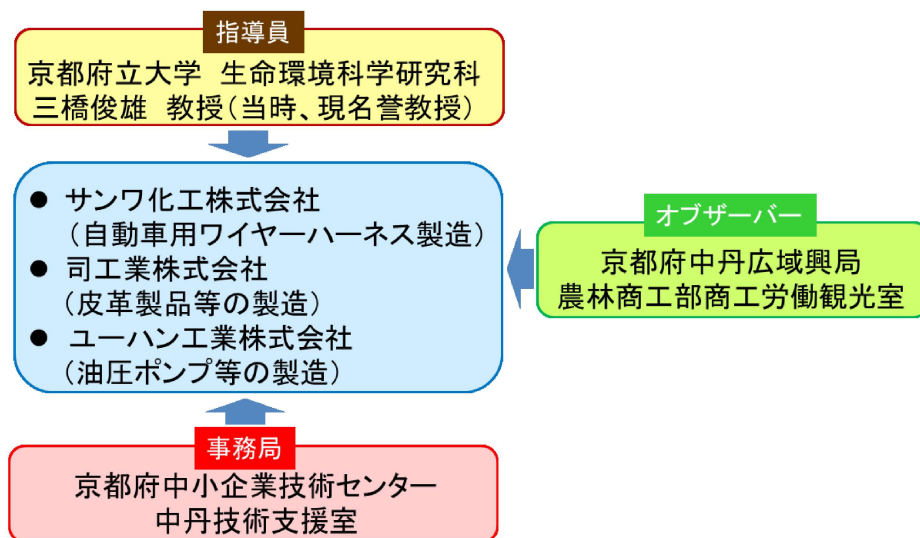 指導員
京都府立大学　生命環境科学研究科
三橋俊雄　教授（当時、現名誉教授）
● サンワ化工株式会社
（自動車用ワイヤーハーネス製造）
● 司工業株式会社
（皮革製品等の製造）
● ユーハン工業株式会社
（油圧ポンプ等の製造）
オブザーバー
京都府中丹広域興局
農林商工部商工労働観光室
事務局
京都府中小企業技術センター
中丹技術支援室